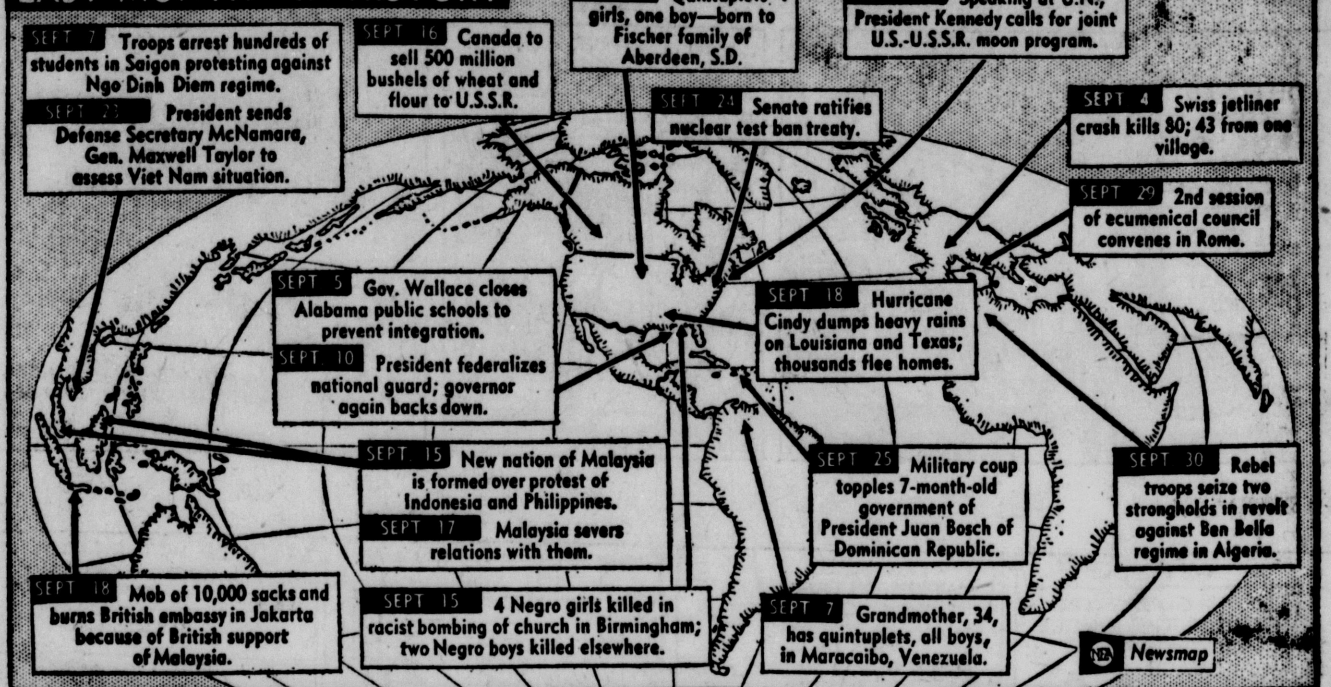 SEPT 7 Troops arrest hundreds of
students in Saigon protesting against
Ngo Dinh Diem regime.
SEPT 23 President sends
Defense Secretary McNamara,
Gen. Maxwell Taylor to
assess Viet Nam situation.
SEPT 16 Canada to
sell 500 million
bushels of wheat and
flour to U.S.S.R.
girls, one boy—born to
Fischer family of
Aberdeen, S.D.
Speaking at U.N.,
President Kennedy calls for joint
U.S.-U.S.S.R. moon program.
SEPT 24 Senate ratifies
nuclear test ban treaty.
SEPT 4 Swiss jetliner
crash kills 80; 43 from one
village.
SEPT 29 2nd session
of ecumenical council
convenes in Rome.
SEPT 5 Gov. Wallace closes
Alabama public schools to
prevent integration.
SEPT 10 President federalizes
national guard; governor
again backs down.
SEPT 18 Hurricane
Cindy dumps heavy rains
on Louisiana and Texas;
thousands flee homes.
SEPT 15 New nation of Malaysia
is formed over protest of
Indonesia and Philippines.
SEPT 17 Malaysia severs
relations with them.
SEPT 25 Military coup
topples 7-month-old
government of
President Juan Bosch of
Dominican Republic.
SEPT 30 Rebel
troops seize two
strongholds in revolt
against Ben Bella
regime in Algeria.
SEPT 18 Mob of 10,000 sacks and
burns British embassy in Jakarta
because of British support
of Malaysia.
SEPT 15 4 Negro girls killed in
racist bombing of church in Birmingham;
two Negro boys killed elsewhere.
SEPT 7 Grandmother, 34,
has quintuplets, all boys,
in Maracaibo, Venezuela.
NEA Newsmap